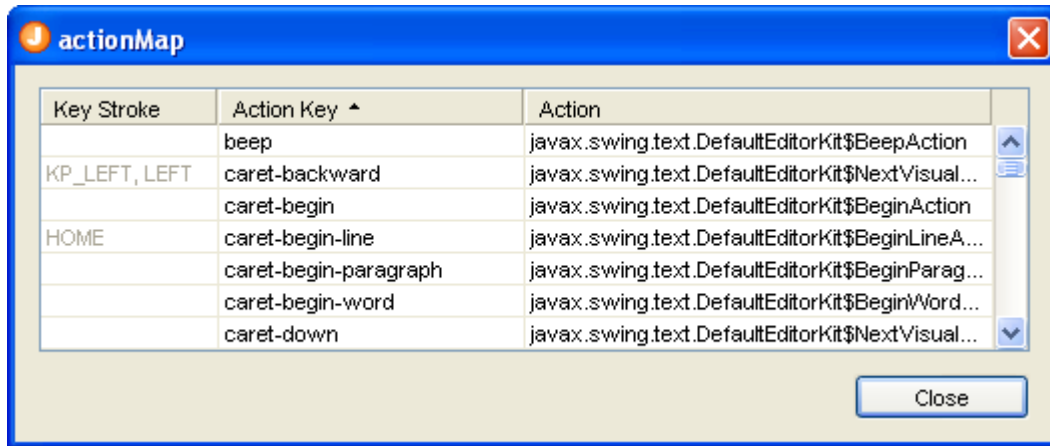 actionMap
Key Stroke Action Key Action
beep javax.swing.text.DefaultEditorKit$BeepAction
KP_LEFT, LEFT caret-backward javax.swing.text.DefaultEditorKit$NextVisual...
caret-begin javax.swing.text.DefaultEditorKit$BeginAction
HOME caret-begin-line javax.swing.text.DefaultEditorKit$BeginLineA...
caret-begin-paragraph javax.swing.text.DefaultEditorKit$BeginParag...
caret-begin-word javax.swing.text.DefaultEditorKit$BeginWord...
caret-down javax.swing.text.DefaultEditorKit$NextVisual...
Close